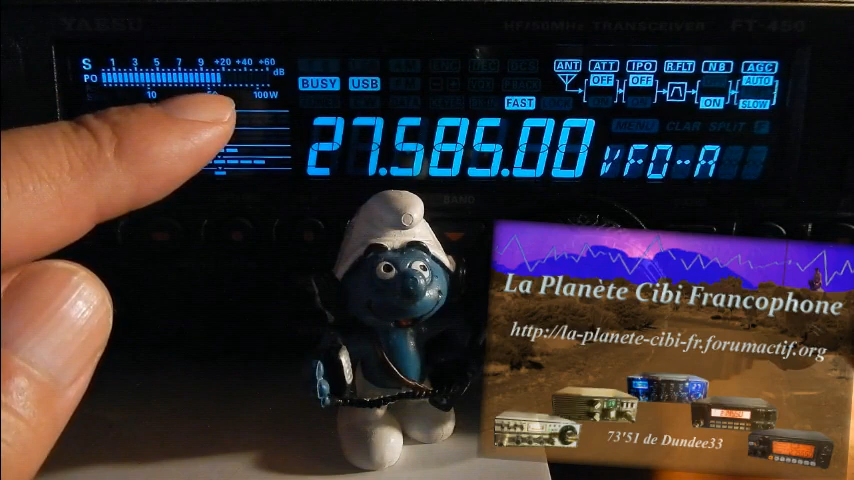 YAESU
HF/50MHz TRANSCEIVER FT-450
S 1 3 5 7 9 +20 +40 +60 dB
PO 10 100W
BUSY USB
FAST
ANT ATT IPO R.FLT NB AGC
OFF OFF AUTO
ON SLOW
MENU CLAR SPLIT
27.585.00 VFO-A
BAND
La Planète Cibi Francophone
http://la-planete-cibi-fr.forumactif.org
73'51 de Dundee33